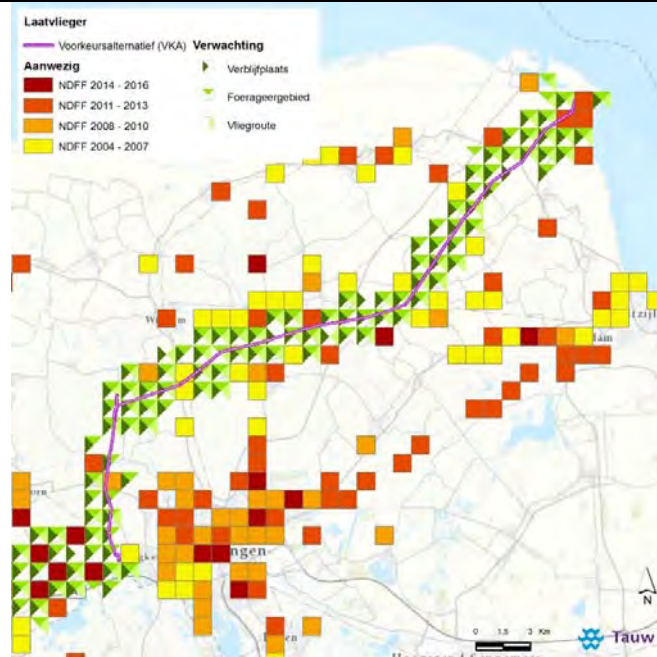 Laatvlieger
Voorkeursalternatief (VKA)
Verwachting
Aanwezig
Verblijfplaats
NDFF 2014 - 2016
NDFF 2011 - 2013
Foerageergebied
NDFF 2008 - 2010
Vliegroute
NDFF 2004 - 2007
N
0 1.5 3 Km
Tauw